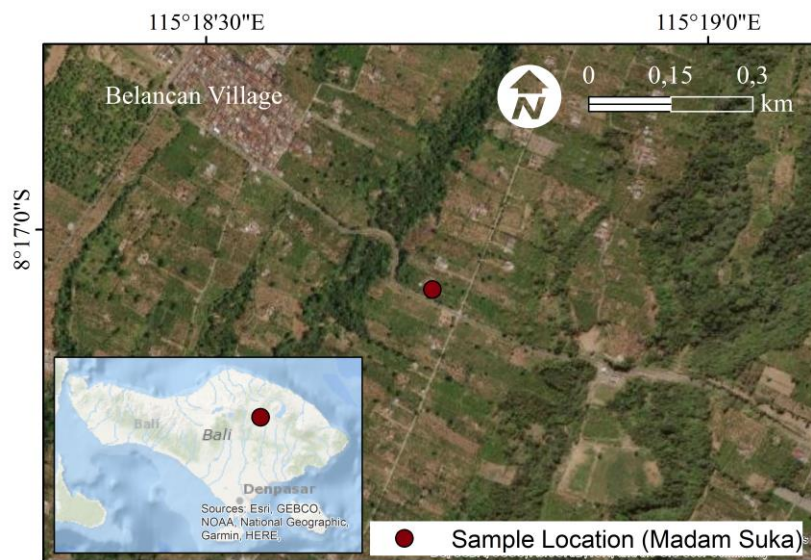 115°18'30"E
115°19'0"E
8°17'0"S
Belancan Village
N
0
0,15
0,3
km
Bali
Bali
Denpasar
Sources: Esri, GEBCO,
NOAA, National Geographic,
Garmin, HERE,
Sample Location (Madam Suka)